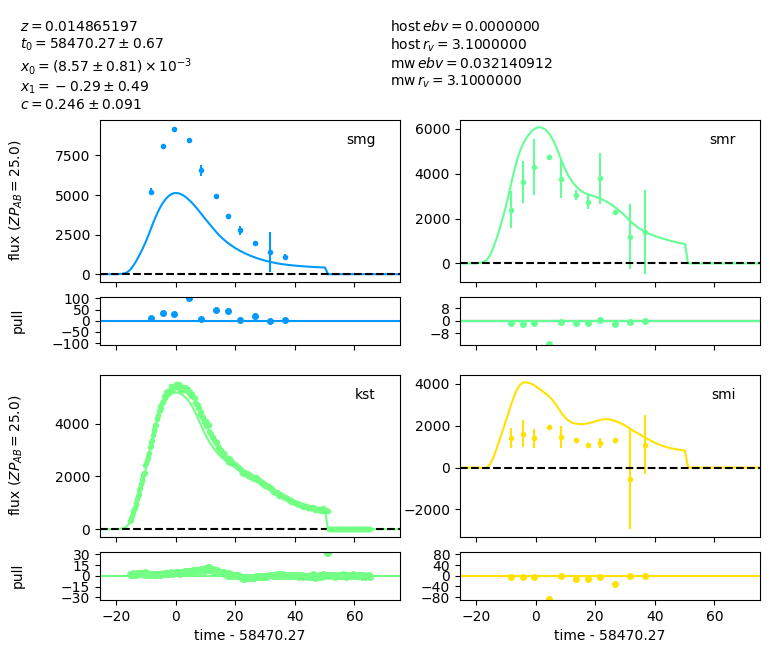 z = 0.014865197
t₀ = 58470.27 ± 0.67
x₀ = (8.57 ± 0.81) × 10⁻³
x₁ = −0.29 ± 0.49
c = 0.246 ± 0.091
host ebv = 0.0000000
host r_v = 3.1000000
mw ebv = 0.032140912
mw r_v = 3.1000000
flux (ZP_AB = 25.0)
7500
5000
2500
0
smg
6000
4000
2000
0
smr
pull
100
50
0
−50
−100
8
0
−8
flux (ZP_AB = 25.0)
4000
2000
0
kst
4000
2000
0
−2000
smi
pull
30
15
0
−15
−30
80
40
0
−40
−80
−20 0 20 40 60
−20 0 20 40 60
time - 58470.27
time - 58470.27